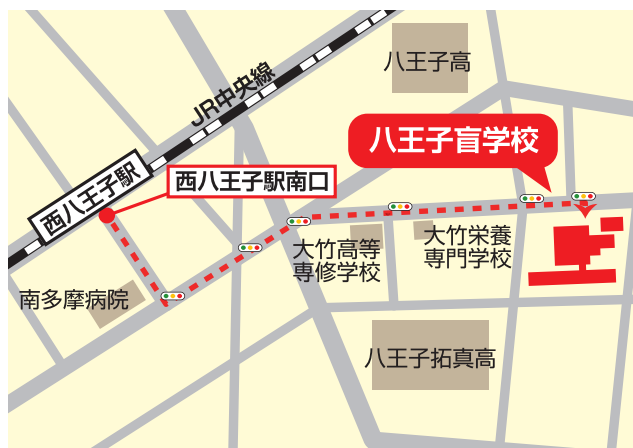 八王子高
JR中央線
八王子盲学校
西八王子駅
西八王子駅南口
大竹高等
専修学校
大竹栄養
専門学校
南多摩病院
八王子拓真高